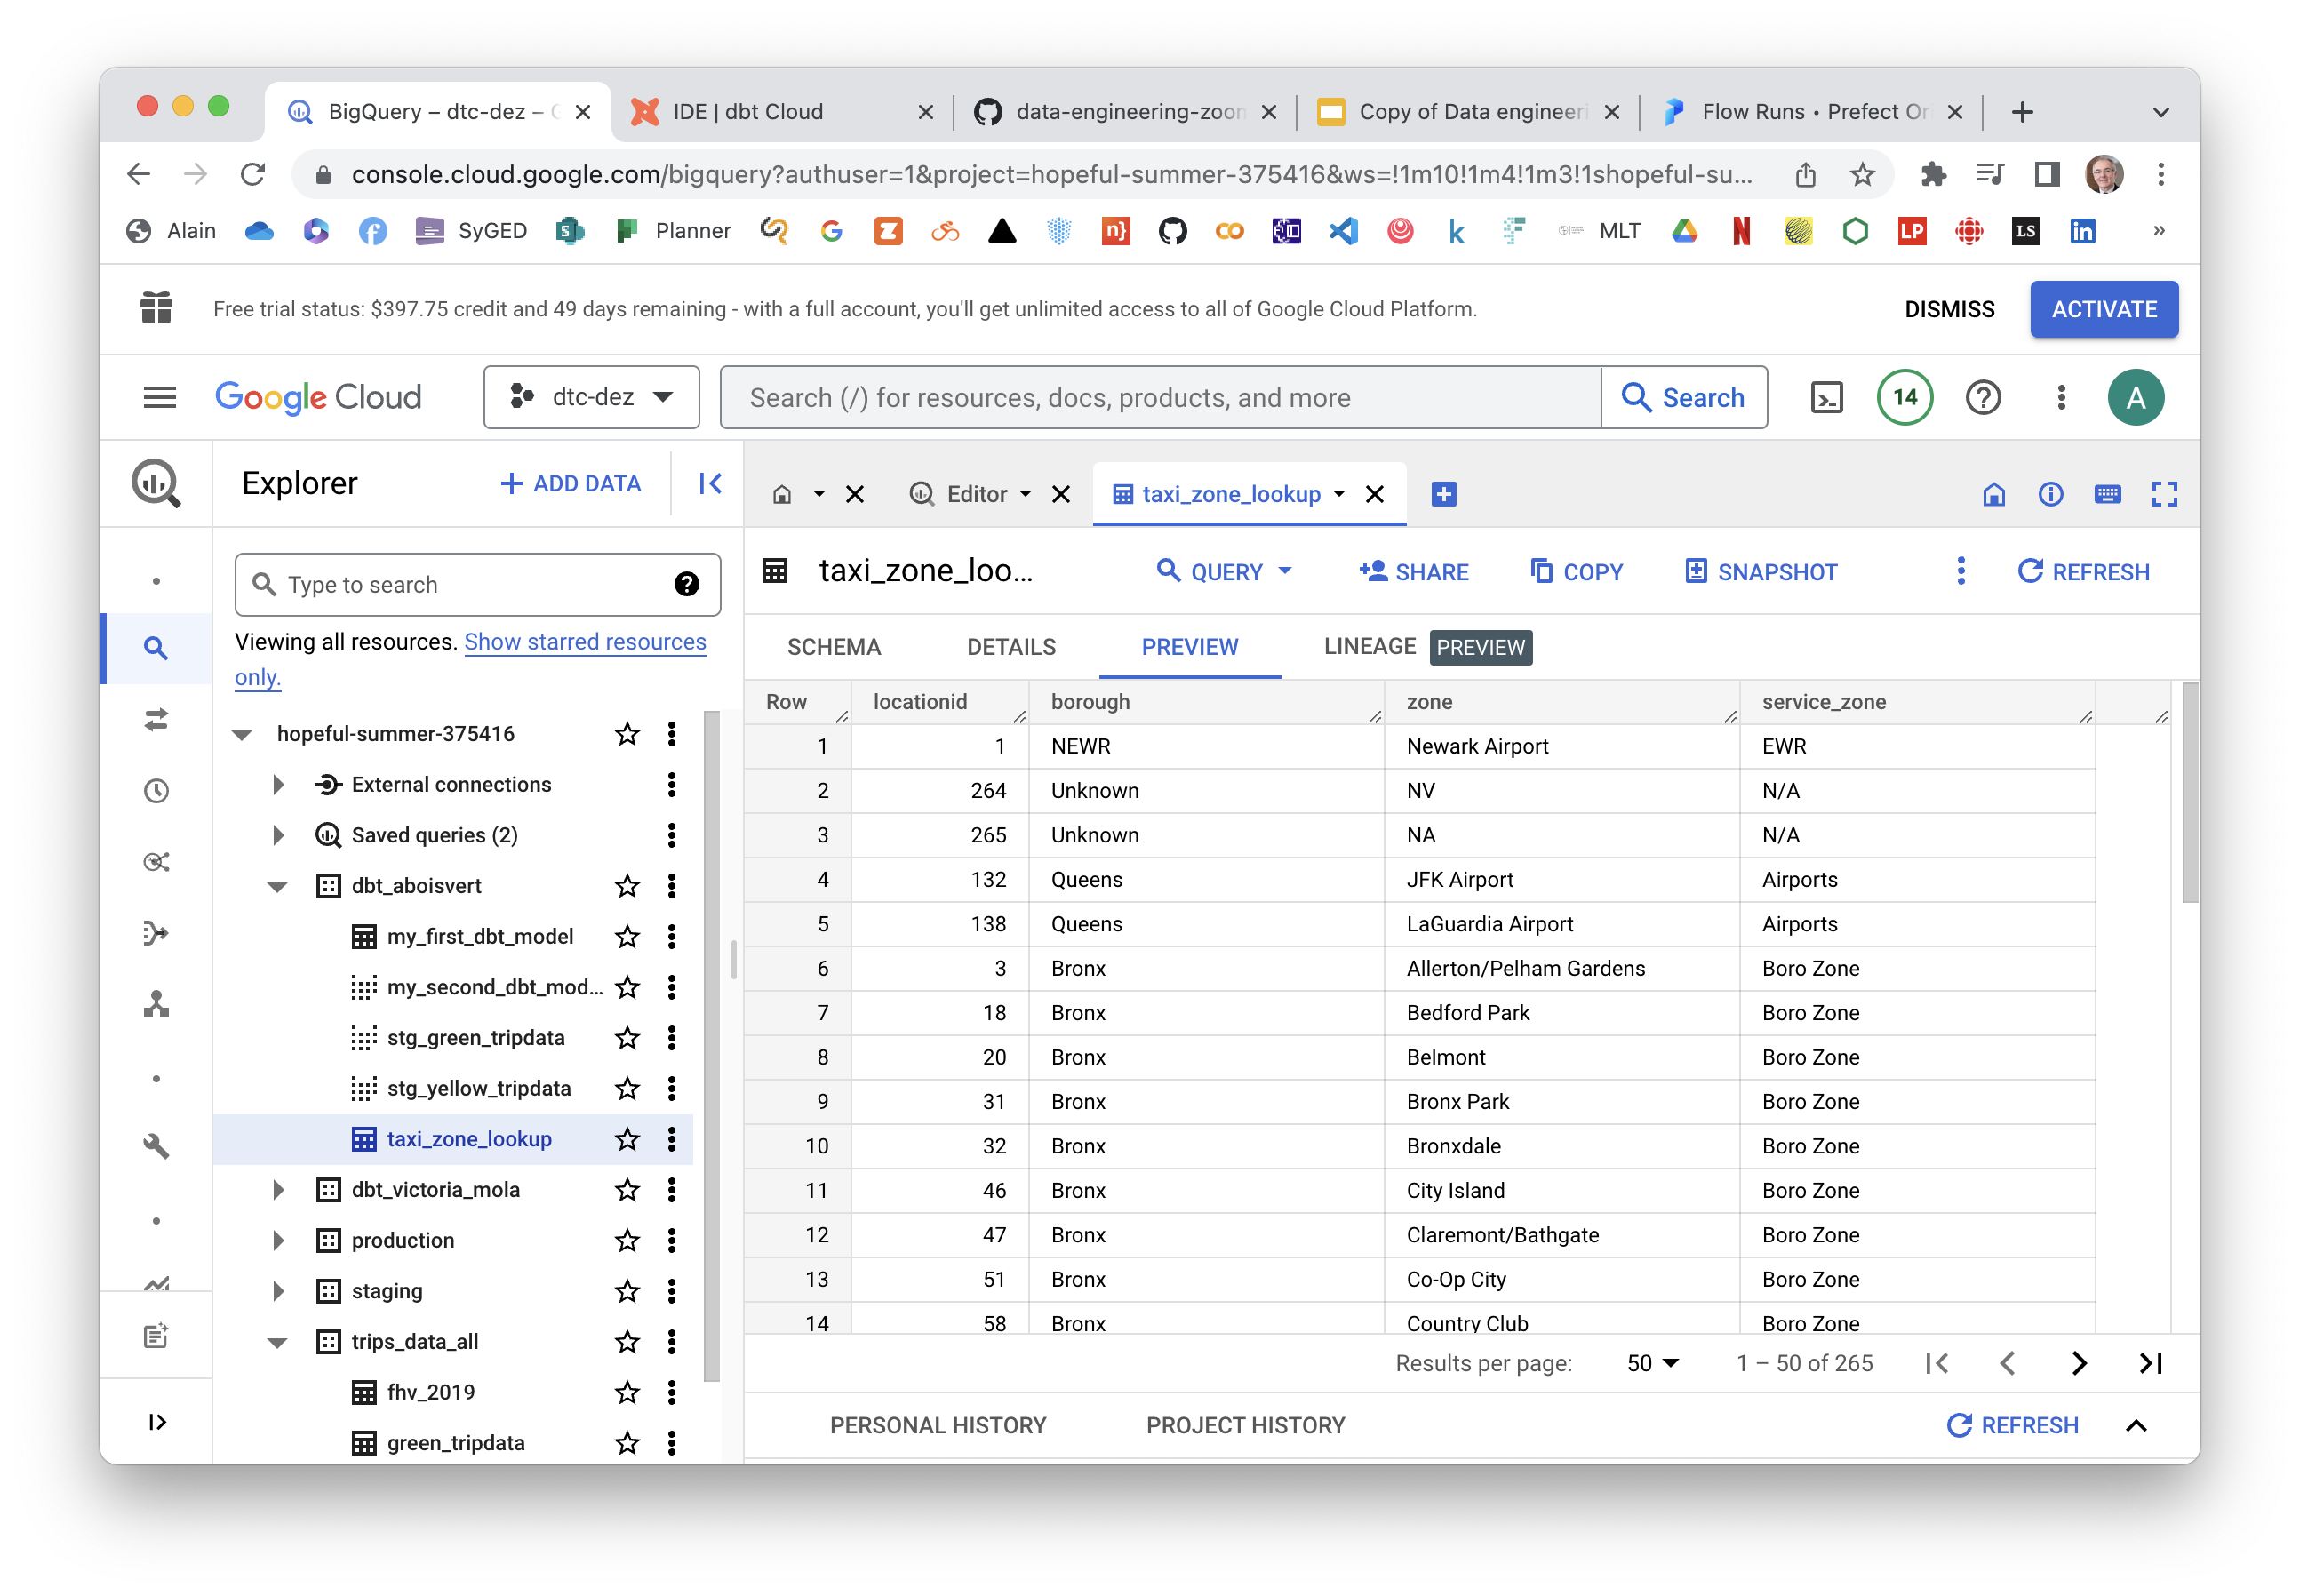 BigQuery – dtc-dez –
IDE | dbt Cloud
data-engineering-zoon
Copy of Data engineeri
Flow Runs • Prefect Or
console.cloud.google.com/bigquery?authuser=1&project=hopeful-summer-375416&ws=!1m10!1m4!1m3!1shopeful-su...
Alain
SyGED
Planner
MLT
LP
LS
in
»
Free trial status: $397.75 credit and 49 days remaining - with a full account, you'll get unlimited access to all of Google Cloud Platform.
DISMISS
ACTIVATE
Google Cloud
dtc-dez
Search (/) for resources, docs, products, and more
Search
14
A
Explorer
+ ADD DATA
Editor
taxi_zone_lookup
Type to search
Viewing all resources. Show starred resources
only.
hopeful-summer-375416
External connections
Saved queries (2)
dbt_aboisvert
my_first_dbt_model
my_second_dbt_mod...
stg_green_tripdata
stg_yellow_tripdata
taxi_zone_lookup
dbt_victoria_mola
production
staging
trips_data_all
fhv_2019
green_tripdata
taxi_zone_loo...
QUERY
SHARE
COPY
SNAPSHOT
REFRESH
SCHEMA
DETAILS
PREVIEW
LINEAGE
PREVIEW
Row locationid borough zone service_zone
1 1 NEWR Newark Airport EWR
2 264 Unknown NV N/A
3 265 Unknown NA N/A
4 132 Queens JFK Airport Airports
5 138 Queens LaGuardia Airport Airports
6 3 Bronx Allerton/Pelham Gardens Boro Zone
7 18 Bronx Bedford Park Boro Zone
8 20 Bronx Belmont Boro Zone
9 31 Bronx Bronx Park Boro Zone
10 32 Bronx Bronxdale Boro Zone
11 46 Bronx City Island Boro Zone
12 47 Bronx Claremont/Bathgate Boro Zone
13 51 Bronx Co-Op City Boro Zone
14 58 Bronx Country Club Boro Zone
Results per page: 50 1 – 50 of 265
PERSONAL HISTORY
PROJECT HISTORY
REFRESH